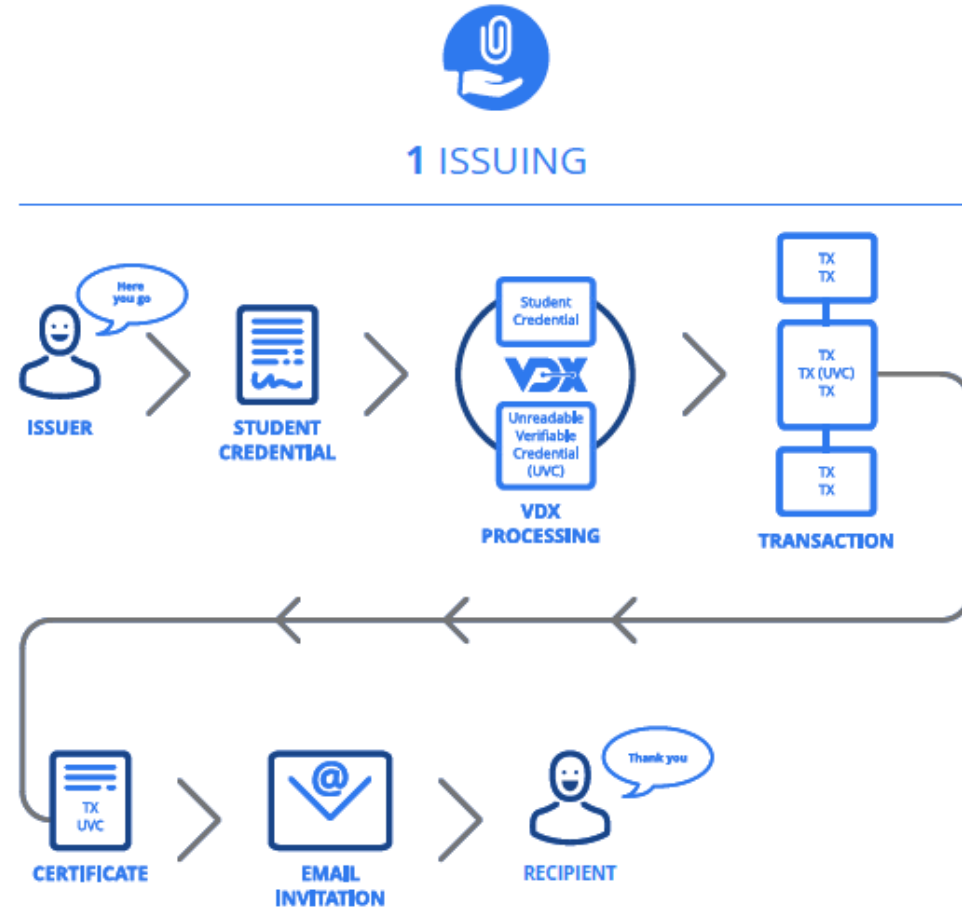 1 ISSUING
Here
you go
ISSUER
STUDENT
CREDENTIAL
Student
Credential
VDX
Unreadable
Verifiable
Credential
(UVC)
VDX
PROCESSING
TX
TX
TX
TX (UVC)
TX
TX
TX
TRANSACTION
TX
UVC
CERTIFICATE
@
EMAIL
INVITATION
Thank you
RECIPIENT